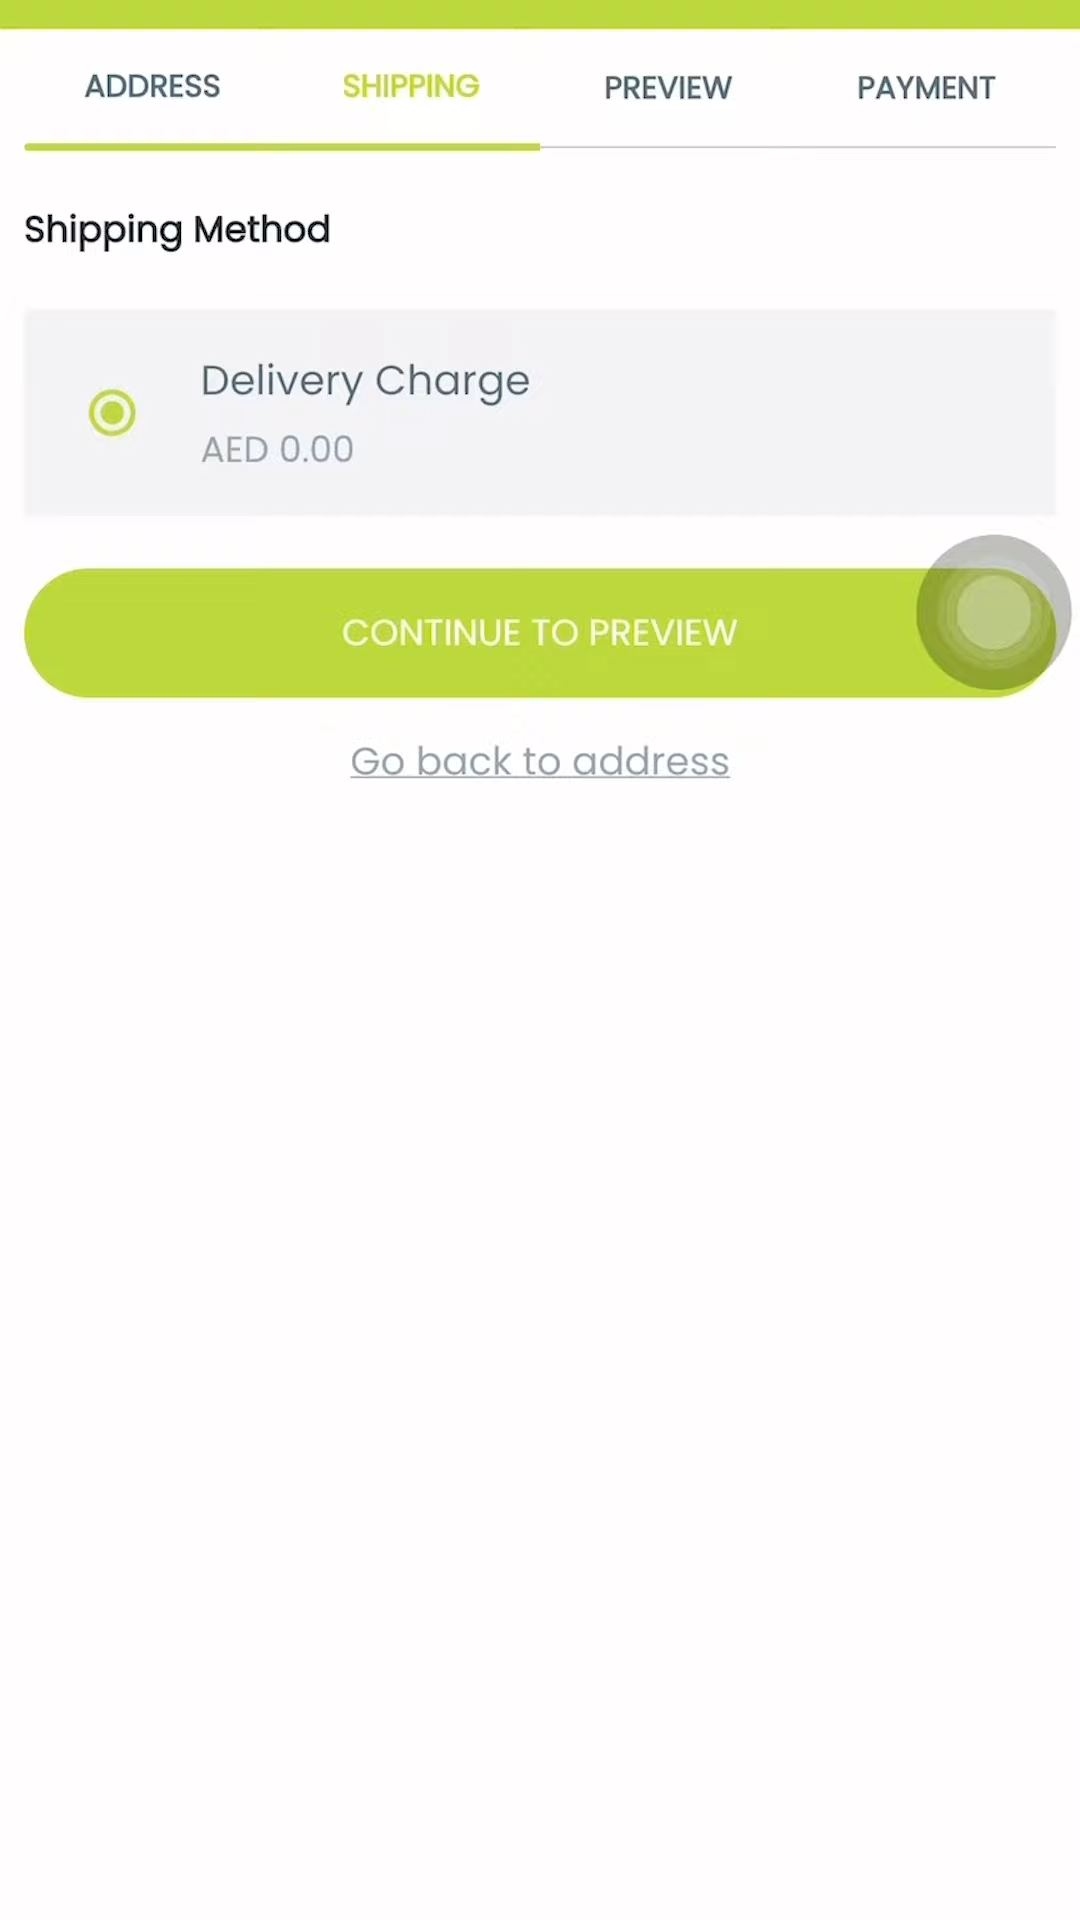 ADDRESS SHIPPING PREVIEW PAYMENT
Shipping Method
Delivery Charge
AED 0.00
CONTINUE TO PREVIEW
Go back to address